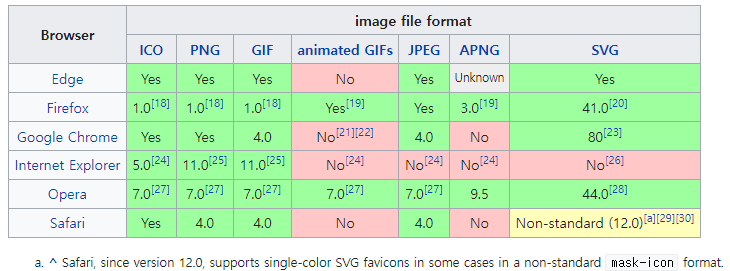 Browser image file format
ICO PNG GIF animated GIFs JPEG APNG SVG
Edge Yes Yes Yes No Yes Unknown Yes
Firefox 1.0[18] 1.0[18] 1.0[18] Yes[19] Yes 3.0[19] 41.0[20]
Google Chrome Yes Yes 4.0 No[21][22] 4.0 No 80[23]
Internet Explorer 5.0[24] 11.0[25] 11.0[25] No[24] No[24] No[24] No[26]
Opera 7.0[27] 7.0[27] 7.0[27] 7.0[27] 7.0[27] 9.5 44.0[28]
Safari Yes 4.0 4.0 No 4.0 No Non-standard (12.0)[a][29][30]
a. ^ Safari, since version 12.0, supports single-color SVG favicons in some cases in a non-standard mask-icon format.